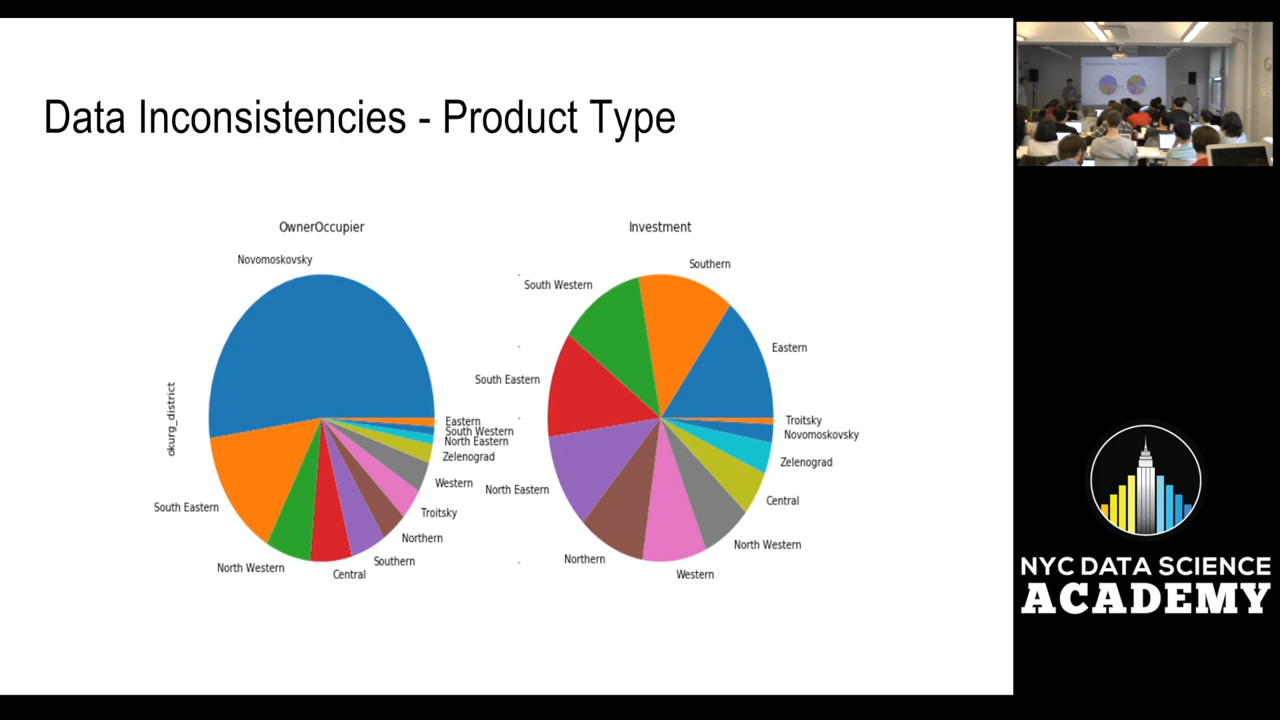 Data Inconsistencies - Product Type
OwnerOccupier
Novomoskovsky
okurg_district
Eastern
South Western
North Eastern
Zelenograd
Western
Troitsky
Northern
Southern
Central
North Western
South Eastern
Investment
Southern
South Western
Eastern
South Eastern
Troitsky
Novomoskovsky
Zelenograd
North Eastern
Central
North Western
Northern
Western
NYC DATA SCIENCE
ACADEMY